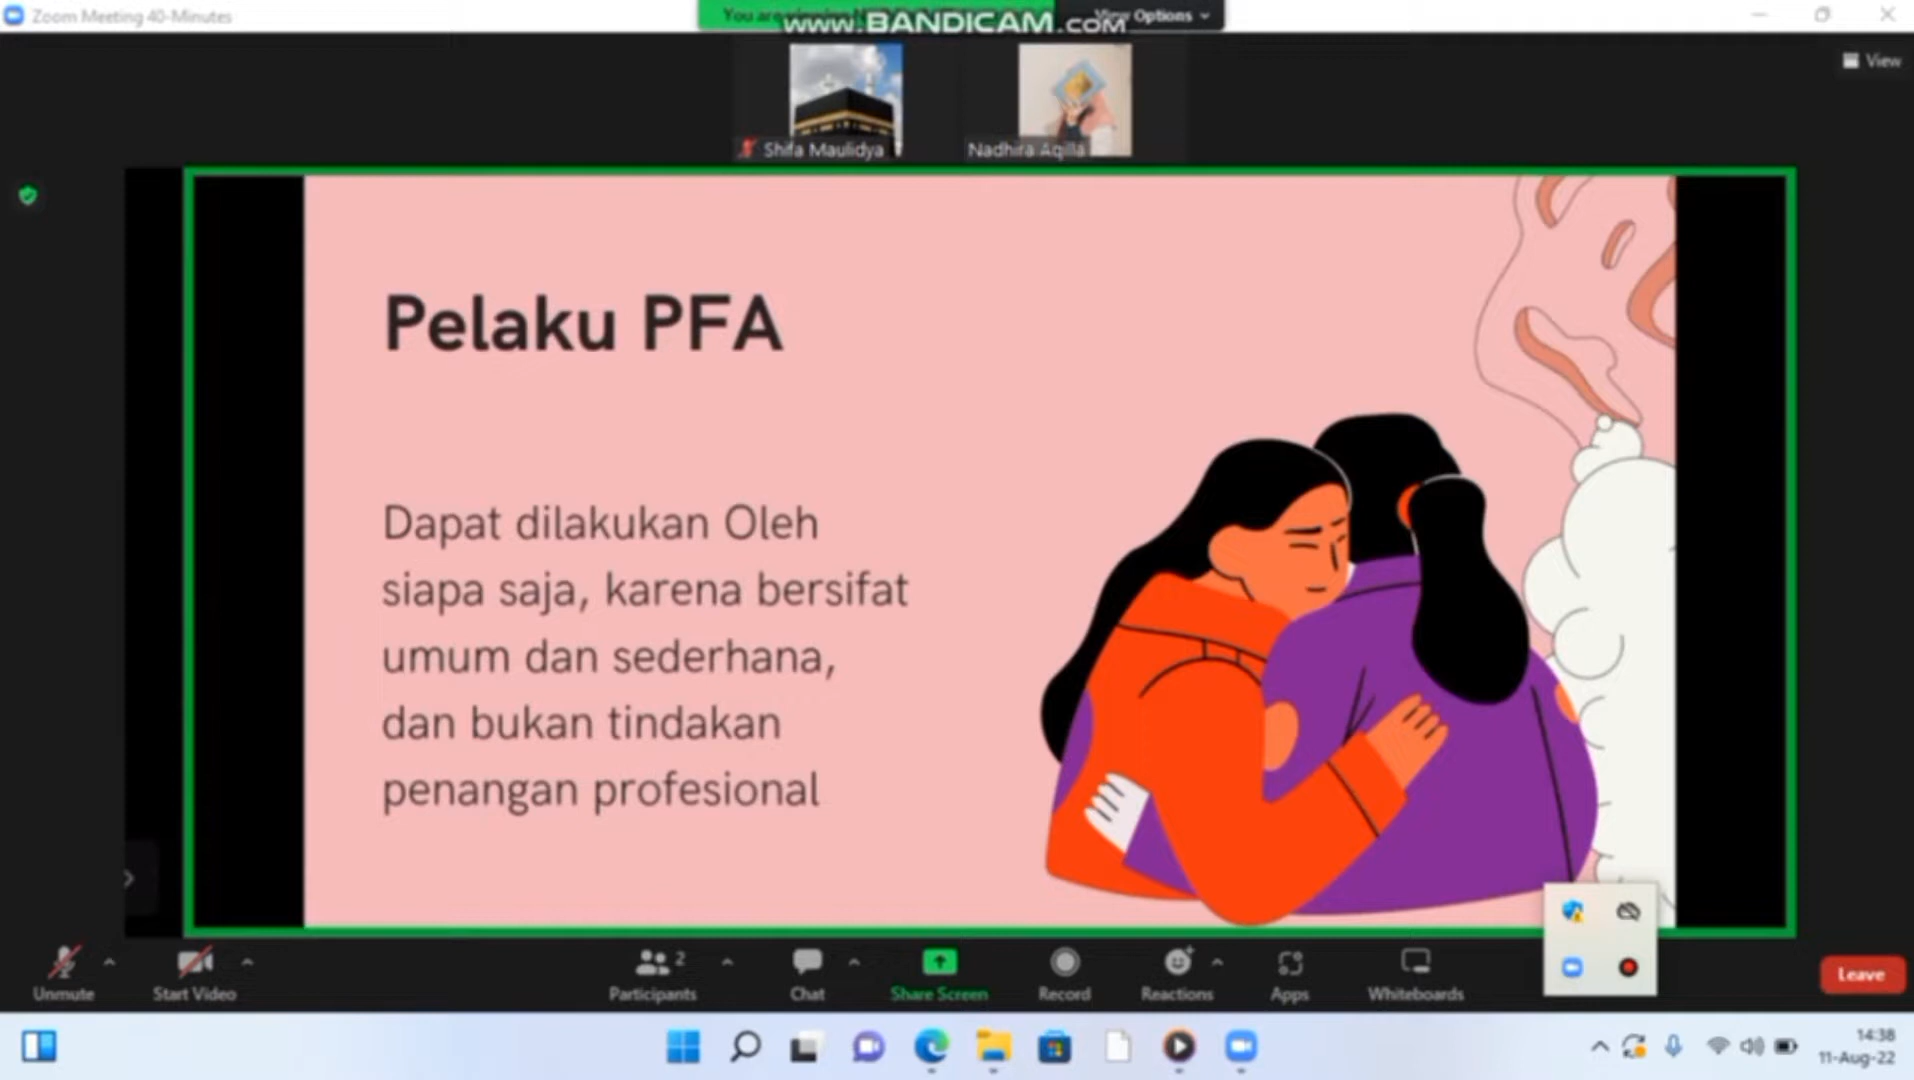 Zoom Meeting 40-Minutes
www.BANDICAM.com
View Options
View
Shifa Maulidya
Nadhira Aqilla
Pelaku PFA
Dapat dilakukan Oleh
siapa saja, karena bersifat
umum dan sederhana,
dan bukan tindakan
penangan profesional
Unmute
Start Video
2
Participants
Chat
Share Screen
Record
Reactions
Apps
Whiteboards
Leave
14:38
11-Aug-22